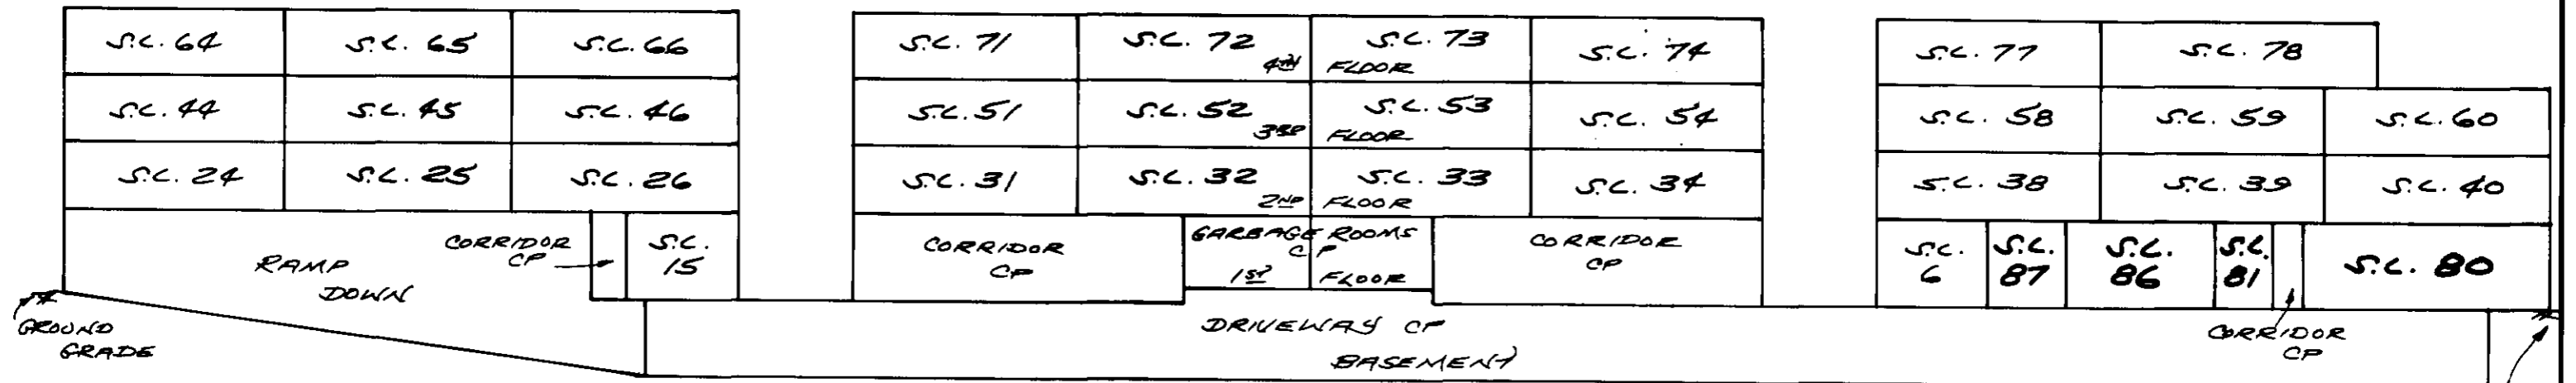 S.C. 64 S.C. 65 S.C. 66 S.C. 71 S.C. 72 S.C. 73 S.C. 74 S.C. 77 S.C. 78
4TH FLOOR
S.C. 44 S.C. 45 S.C. 46 S.C. 51 S.C. 52 S.C. 53 S.C. 54 S.C. 58 S.C. 59 S.C. 60
3RD FLOOR
S.C. 24 S.C. 25 S.C. 26 S.C. 31 S.C. 32 S.C. 33 S.C. 34 S.C. 38 S.C. 39 S.C. 40
2ND FLOOR
RAMP
DOWN
CORRIDOR
CP
S.C.
15
CORRIDOR
CP
GARBAGE ROOMS
CP
1ST FLOOR
CORRIDOR
CP
S.C.
6
S.C.
87
S.C.
86
S.C.
81
S.C. 80
GROUND
GRADE
DRIVEWAY CP
BASEMENT
CORRIDOR
CP